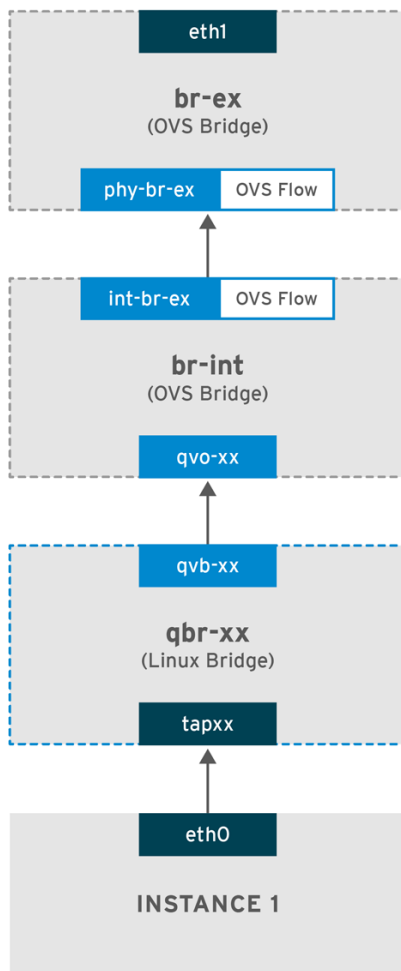 eth1
br-ex
(OVS Bridge)
phy-br-ex OVS Flow
int-br-ex OVS Flow
br-int
(OVS Bridge)
qvo-xx
qvb-xx
qbr-xx
(Linux Bridge)
tapxx
eth0
INSTANCE 1